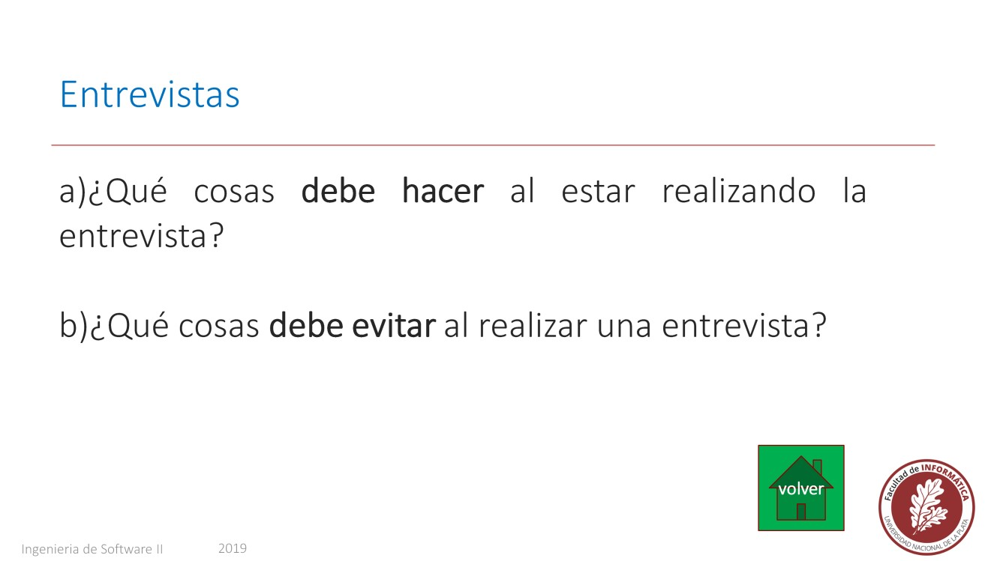 Entrevistas
a)¿Qué cosas debe hacer al estar realizando la
entrevista?
b)¿Qué cosas debe evitar al realizar una entrevista?
volver
Facultad de INFORMÁTICA
UNIVERSIDAD NACIONAL DE LA PLATA
Ingenieria de Software II 2019